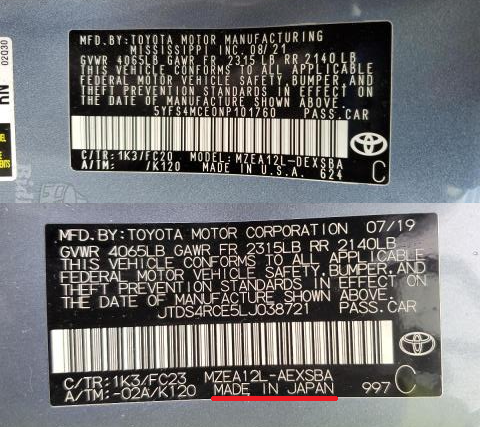 02030
RN
MFD.BY:TOYOTA MOTOR MANUFACTURING
MISSISSIPPI INC. 08/21
GVWR 4065LB GAWR FR 2315LB RR 2140LB
THIS VEHICLE CONFORMS TO ALL APPLICABLE
FEDERAL MOTOR VEHICLE SAFETY,BUMPER,AND
THEFT PREVENTION STANDARDS IN EFFECT ON
THE DATE OF MANUFACTURE SHOWN ABOVE.
5YFS4MCE0NP101760 PASS.CAR
TOYOTA
C/TR:1K3/FC20 MODEL:MZEA12L-DEXSBA
A/TM: /K120 MADE IN U.S.A. 624 C
MFD.BY:TOYOTA MOTOR CORPORATION 07/19
GVWR 4065LB GAWR FR 2315LB RR 2140LB
THIS VEHICLE CONFORMS TO ALL APPLICABLE
FEDERAL MOTOR VEHICLE SAFETY,BUMPER,AND
THEFT PREVENTION STANDARDS IN EFFECT ON
THE DATE OF MANUFACTURE SHOWN ABOVE.
JTDS4RCE5LJ038721 PASS.CAR
C/TR:1K3/FC23 MZEA12L-AEXSBA
A/TM:-02A/K120 MADE IN JAPAN 997 C